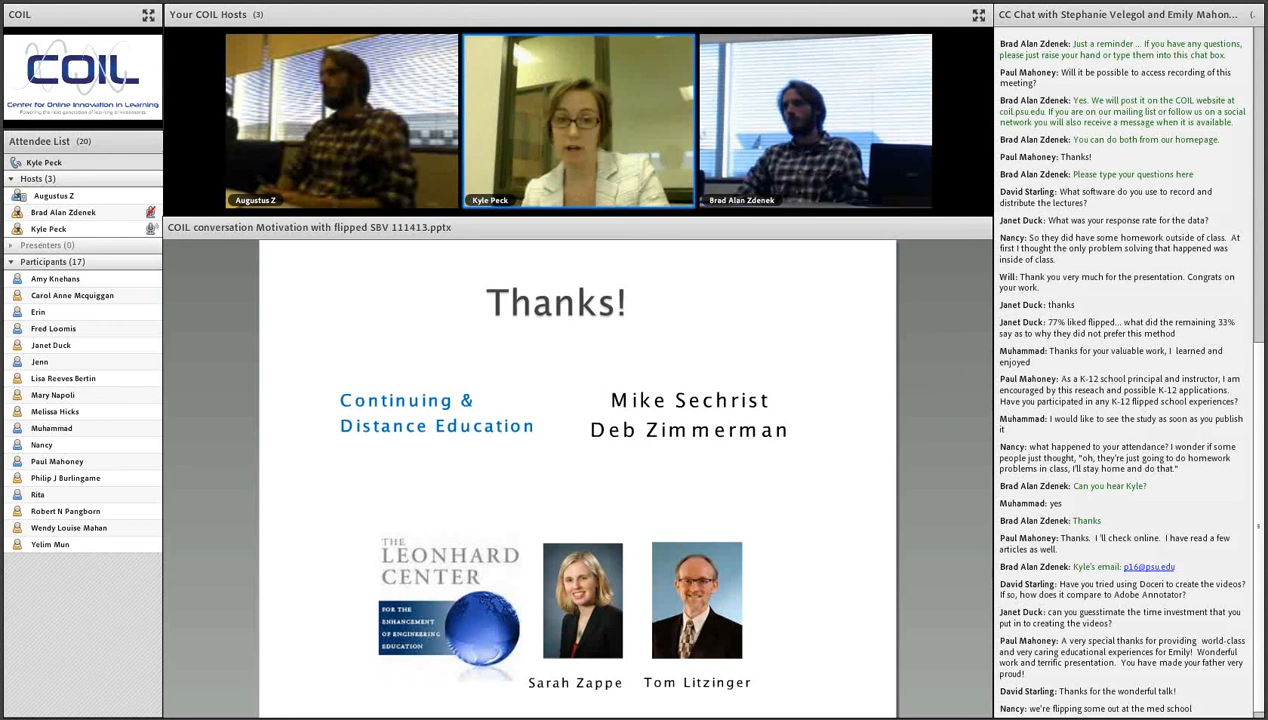 COIL
COIL
Center for Online Innovation in Learning
Attendee List (20)
Kyle Peck
Hosts (3)
Augustus Z
Brad Alan Zdenek
Kyle Peck
Presenters (0)
Participants (17)
Amy Knehans
Carol Anne Mcquiggan
Erin
Fred Loomis
Janet Duck
Jenn
Lisa Reeves Bertin
Mary Napoli
Melissa Hicks
Muhammad
Nancy
Paul Mahoney
Philip J Burlingame
Rita
Robert N Pangborn
Wendy Louise Mahan
Yelim Mun
Your COIL Hosts (3)
Augustus Z
Kyle Peck
Brad Alan Zdenek
COIL conversation Motivation with flipped SBV 111413.pptx
Thanks!
Continuing &
Distance Education
Mike Sechrist
Deb Zimmerman
THE
LEONHARD
CENTER
FOR THE
ENHANCEMENT
OF ENGINEERING
EDUCATION
Sarah Zappe
Tom Litzinger
CC Chat with Stephanie Velegol and Emily Mahon...
Brad Alan Zdenek: Just a reminder ... If you have any questions,
please just raise your hand or type them into this chat box.
Paul Mahoney: Will it be possible to access recording of this
meeting?
Brad Alan Zdenek: Yes. We will post it on the COIL website at
coil.psu.edu. If you are on our mailing list or follow us on a social
network you will also receive a message when it is available.
Brad Alan Zdenek: You can do both from our homepage.
Paul Mahoney: Thanks!
Brad Alan Zdenek: Please type your questions here
David Starling: What software do you use to record and
distribute the lectures?
Janet Duck: What was your response rate for the data?
Nancy: So they did have some homework outside of class. At
first I thought the only problem solving that happened was
inside of class.
Will: Thank you very much for the presentation. Congrats on
your work.
Janet Duck: thanks
Janet Duck: 77% liked flipped... what did the remaining 33%
say as to why they did not prefer this method
Muhammad: Thanks for your valuable work, I learned and
enjoyed
Paul Mahoney: As a K-12 school principal and instructor, I am
encouraged by this reseach and possible K-12 applications.
Have you participated in any K-12 flipped school experiences?
Muhammad: I would like to see the study as soon as you publish
it
Nancy: what happened to your attendance? I wonder if some
people just thought, "oh, they're just going to do homework
problems in class, I'll stay home and do that."
Brad Alan Zdenek: Can you hear Kyle?
Muhammad: yes
Brad Alan Zdenek: Thanks
Paul Mahoney: Thanks. I 'll check online. I have read a few
articles as well.
Brad Alan Zdenek: Kyle's email: p16@psu.edu
David Starling: Have you tried using Doceri to create the videos?
If so, how does it compare to Adobe Annotator?
Janet Duck: can you guesstimate the time investment that you
put in to creating the videos?
Paul Mahoney: A very special thanks for providing world-class
and very caring educational experiences for Emily! Wonderful
work and terrific presentation. You have made your father very
proud!
David Starling: Thanks for the wonderful talk!
Nancy: we're flipping some out at the med school